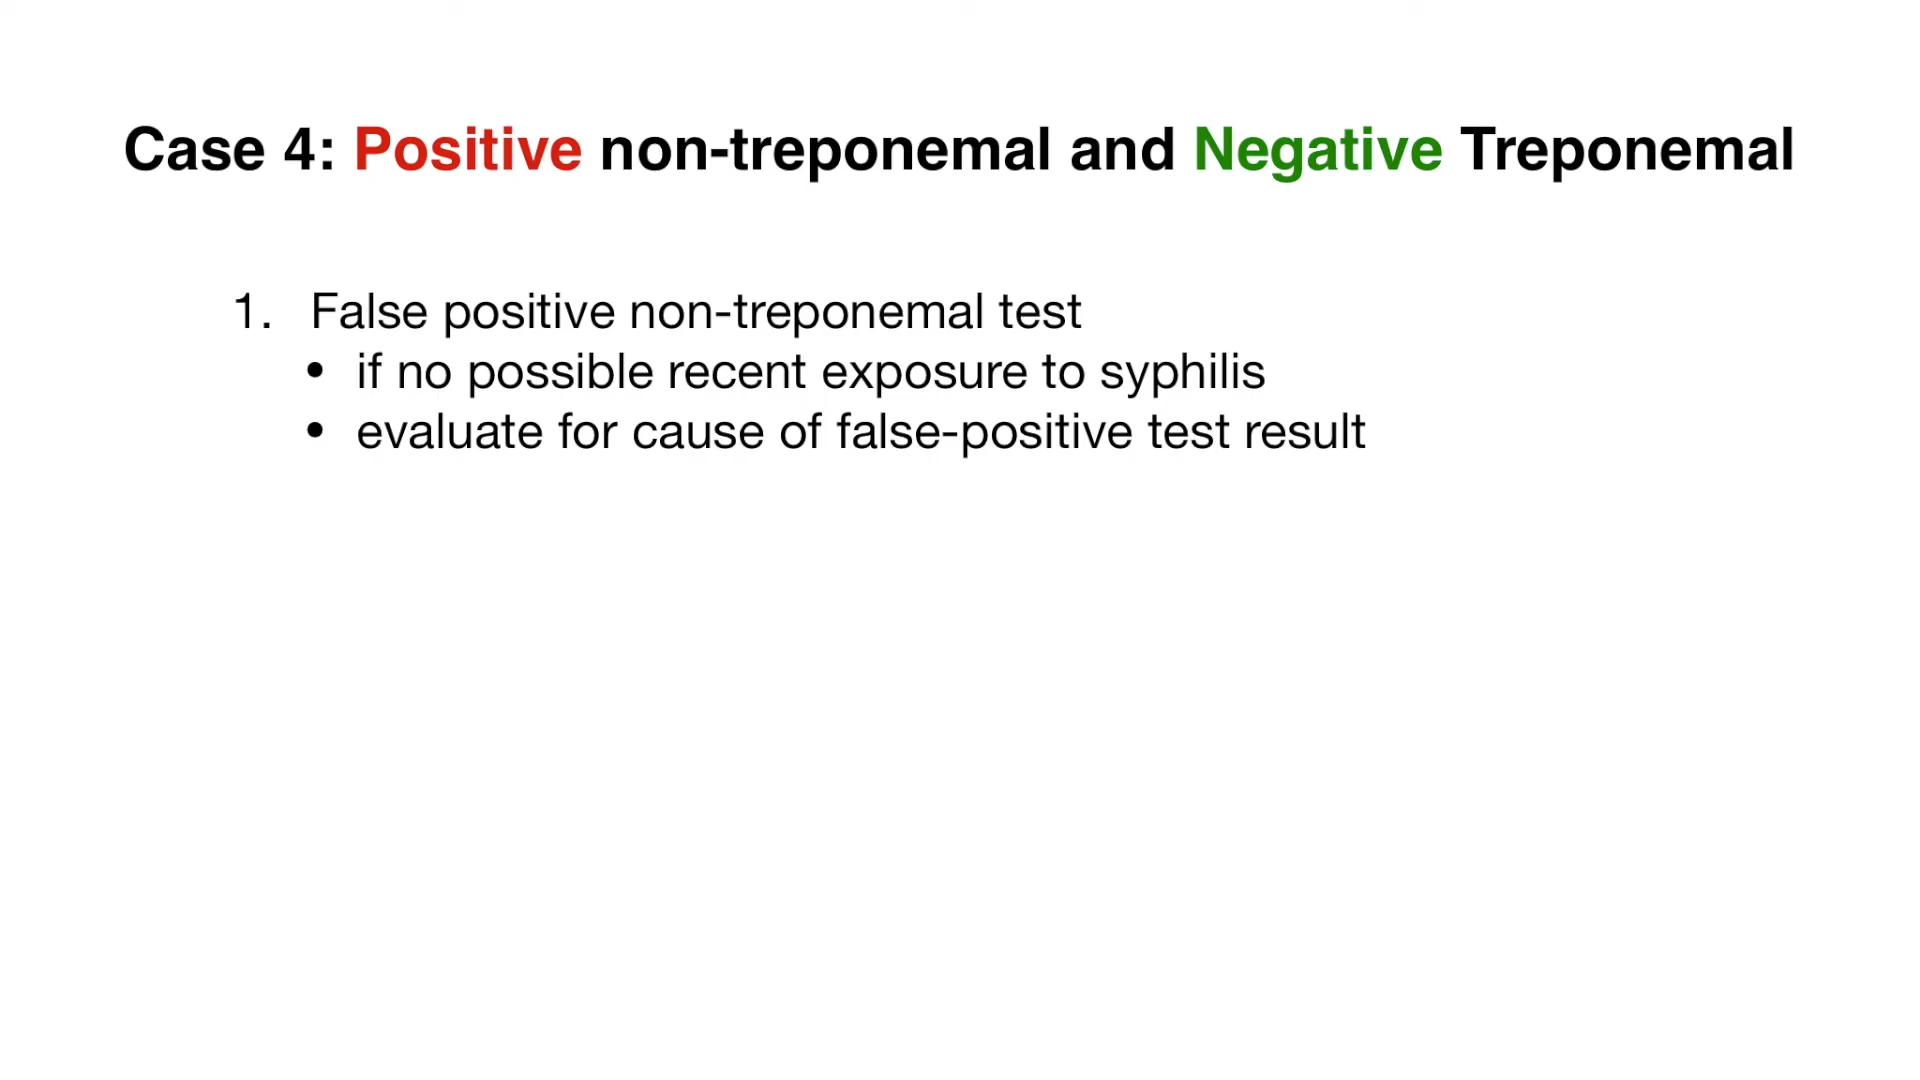 Case 4: Positive non-treponemal and Negative Treponemal
1. False positive non-treponemal test
• if no possible recent exposure to syphilis
• evaluate for cause of false-positive test result